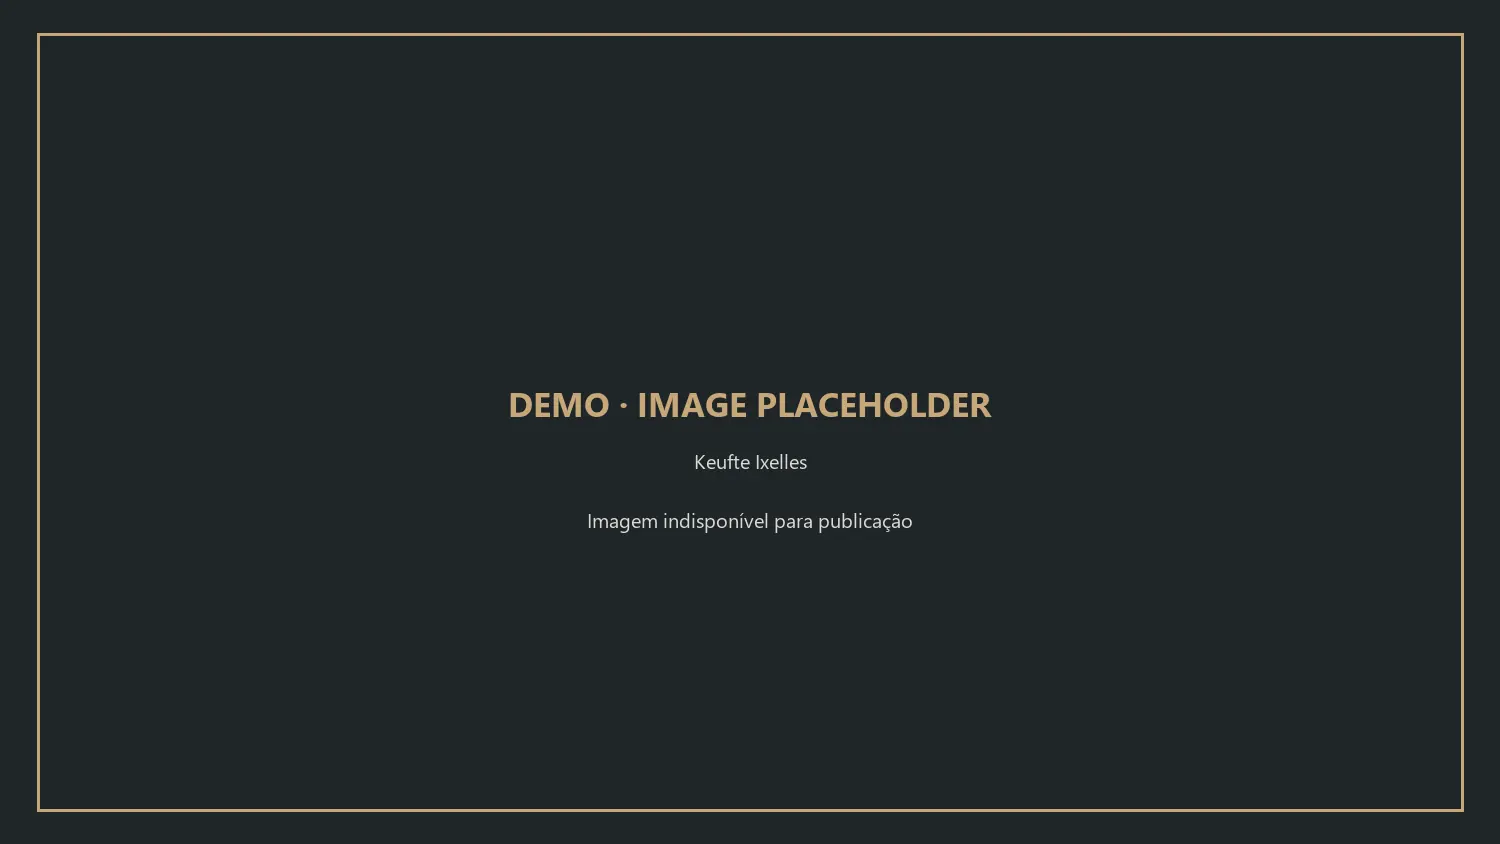 DEMO · IMAGE PLACEHOLDER
Keufte Ixelles
Imagem indisponível para publicação